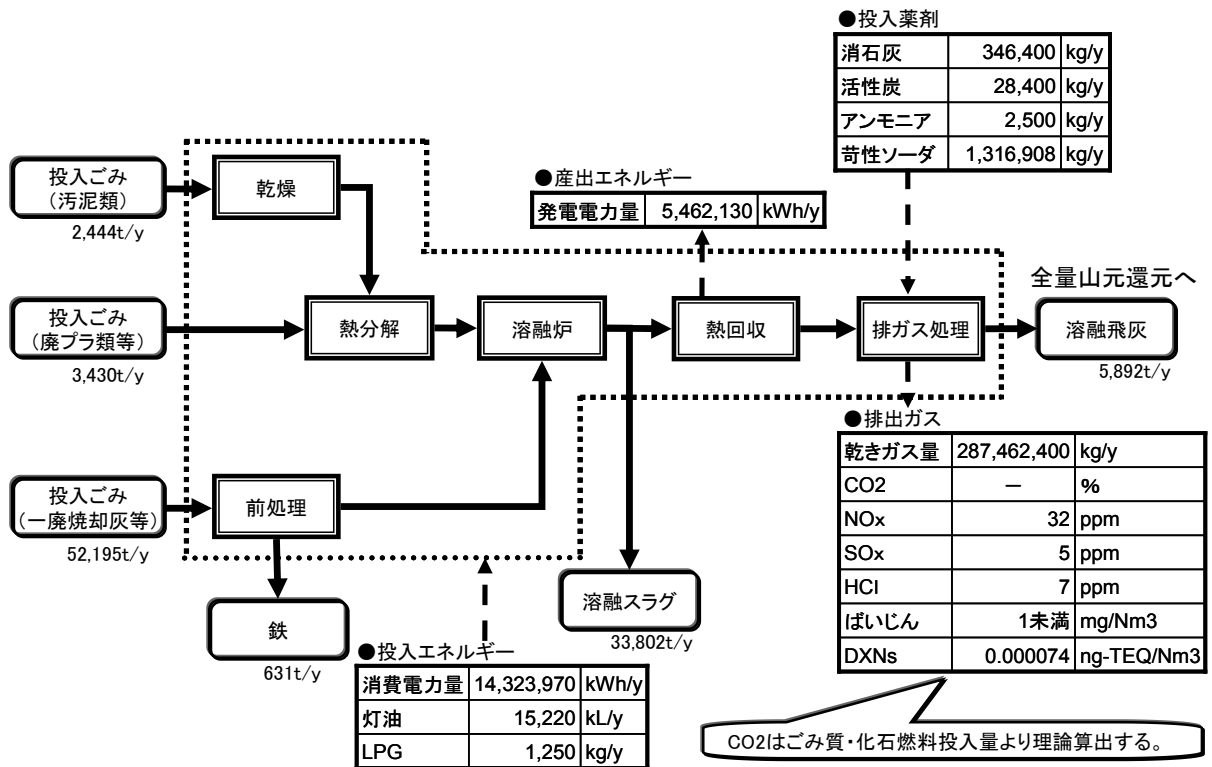 ●投入薬剤
消石灰 346,400 kg/y
活性炭 28,400 kg/y
アンモニア 2,500 kg/y
苛性ソーダ 1,316,908 kg/y
投入ごみ
(汚泥類)
2,444t/y
乾燥
●産出エネルギー
発電電力量 5,462,130 kWh/y
投入ごみ
(廃プラ類等)
3,430t/y
熱分解
溶融炉
熱回収
排ガス処理
全量山元還元へ
溶融飛灰
5,892t/y
投入ごみ
(一廃焼却灰等)
52,195t/y
前処理
鉄
631t/y
溶融スラグ
33,802t/y
●排出ガス
乾きガス量 287,462,400 kg/y
CO2 － %
NOx 32 ppm
SOx 5 ppm
HCl 7 ppm
ばいじん 1未満 mg/Nm3
DXNs 0.000074 ng-TEQ/Nm3
●投入エネルギー
消費電力量 14,323,970 kWh/y
灯油 15,220 kL/y
LPG 1,250 kg/y
CO2はごみ質・化石燃料投入量より理論算出する。